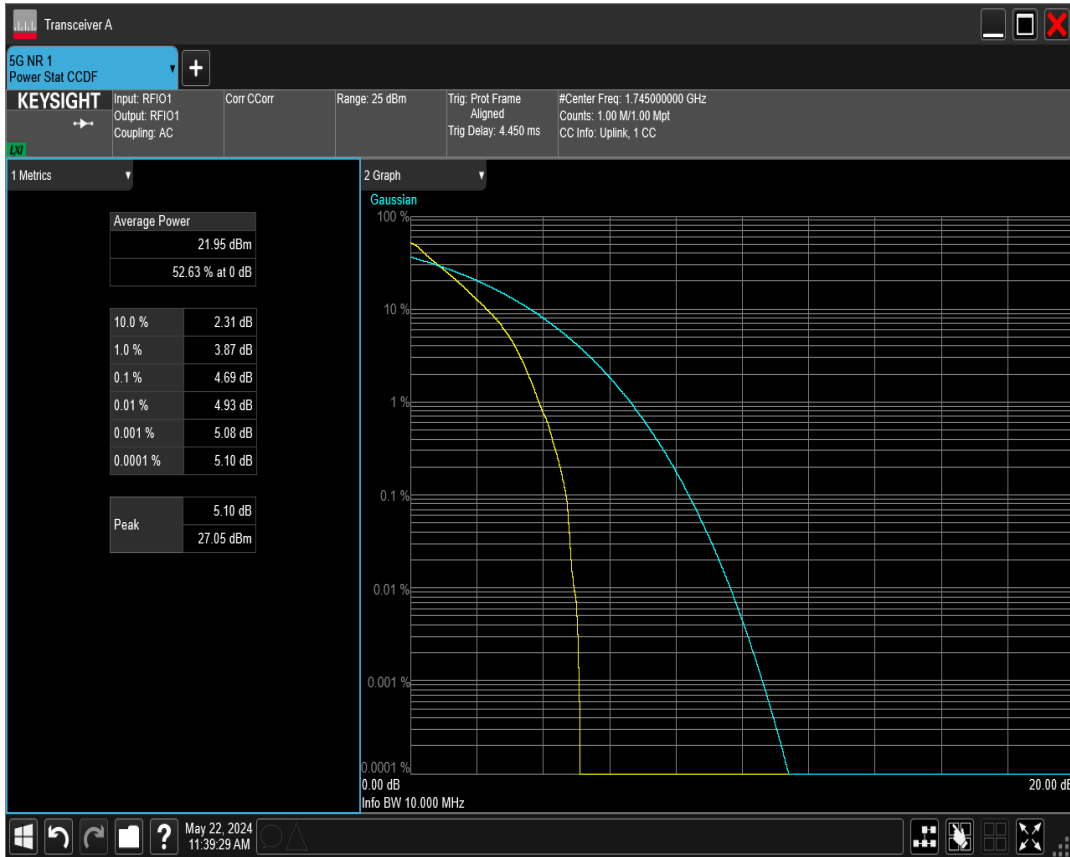 Transceiver A
5G NR 1
Power Stat CCDF
KEYSIGHT
LXI
Input: RFIO1
Output: RFIO1
Coupling: AC
Corr CCorr
Range: 25 dBm
Trig: Prot Frame
Aligned
Trig Delay: 4.450 ms
#Center Freq: 1.745000000 GHz
Counts: 1.00 M/1.00 Mpt
CC Info: Uplink, 1 CC
1 Metrics
Average Power
21.95 dBm
52.63 % at 0 dB
10.0 % 2.31 dB
1.0 % 3.87 dB
0.1 % 4.69 dB
0.01 % 4.93 dB
0.001 % 5.08 dB
0.0001 % 5.10 dB
Peak
5.10 dB
27.05 dBm
2 Graph
Gaussian
100 %
10 %
1 %
0.1 %
0.01 %
0.001 %
0.0001 %
0.00 dB 20.00 dB
Info BW 10.000 MHz
?
May 22, 2024
11:39:29 AM